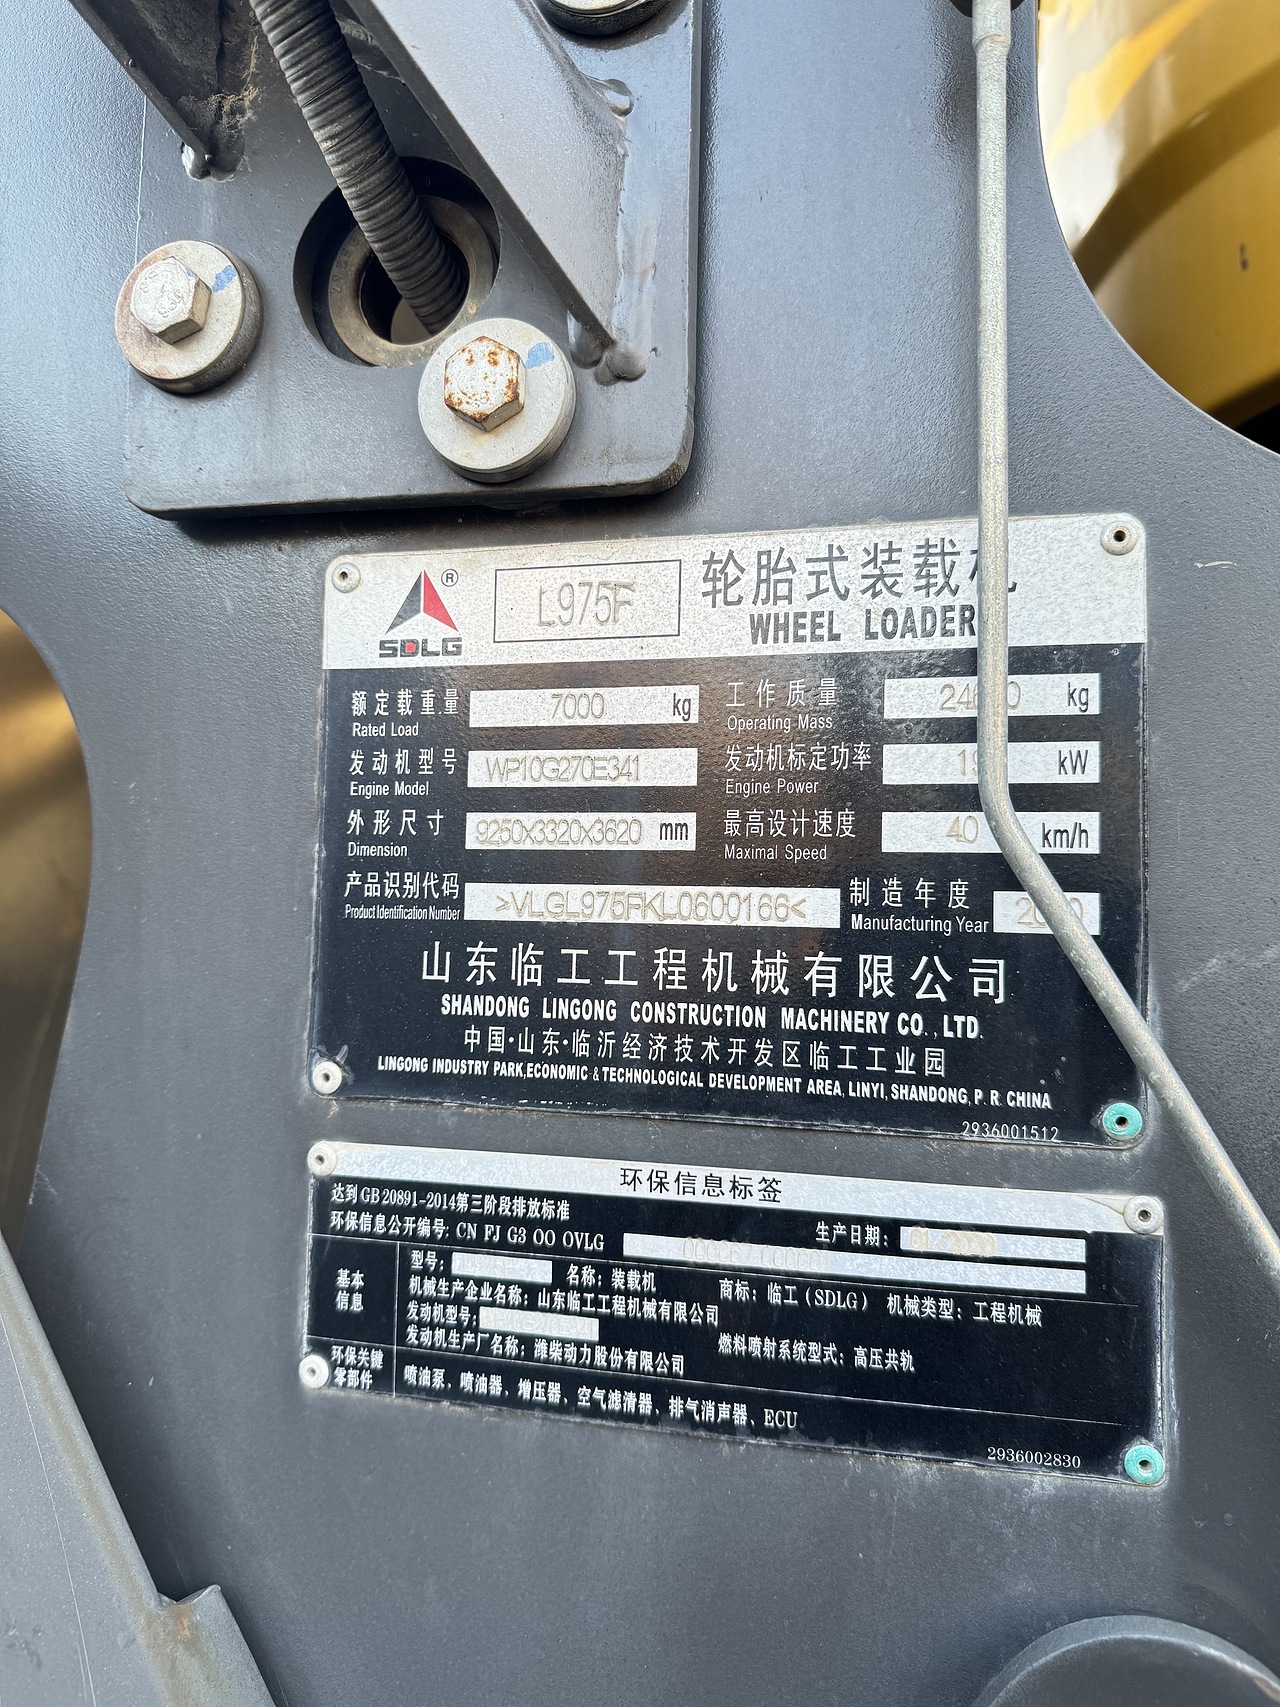 SDLG ®
L975F
轮胎式装载机
WHEEL LOADER
额定载重量 7000 kg
Rated Load
工作质量 kg
Operating Mass
发动机型号 WP10G270E341
Engine Model
发动机标定功率 kW
Engine Power
外形尺寸 9250x3320x3620 mm
Dimension
最高设计速度 40 km/h
Maximal Speed
产品识别代码 >VLGL975FKL0600166<
Product Identification Number
制造年度
Manufacturing Year
山东临工工程机械有限公司
SHANDONG LINGONG CONSTRUCTION MACHINERY CO., LTD.
中国·山东·临沂经济技术开发区临工工业园
LINGONG INDUSTRY PARK,ECONOMIC & TECHNOLOGICAL DEVELOPMENT AREA, LINYI, SHANDONG, P. R. CHINA
2936001512
环保信息标签
达到GB 20891-2014第三阶段排放标准
生产日期: 01/2020
环保信息公开编号: CN FJ G3 OO OVLG
基本信息
型号:
名称: 装载机
商标: 临工 (SDLG)
机械类型: 工程机械
机械生产企业名称: 山东临工工程机械有限公司
发动机型号:
燃料喷射系统型式: 高压共轨
发动机生产厂名称: 潍柴动力股份有限公司
环保关键零部件
喷油泵、喷油器、增压器、空气滤清器、排气消声器、ECU
2936002830